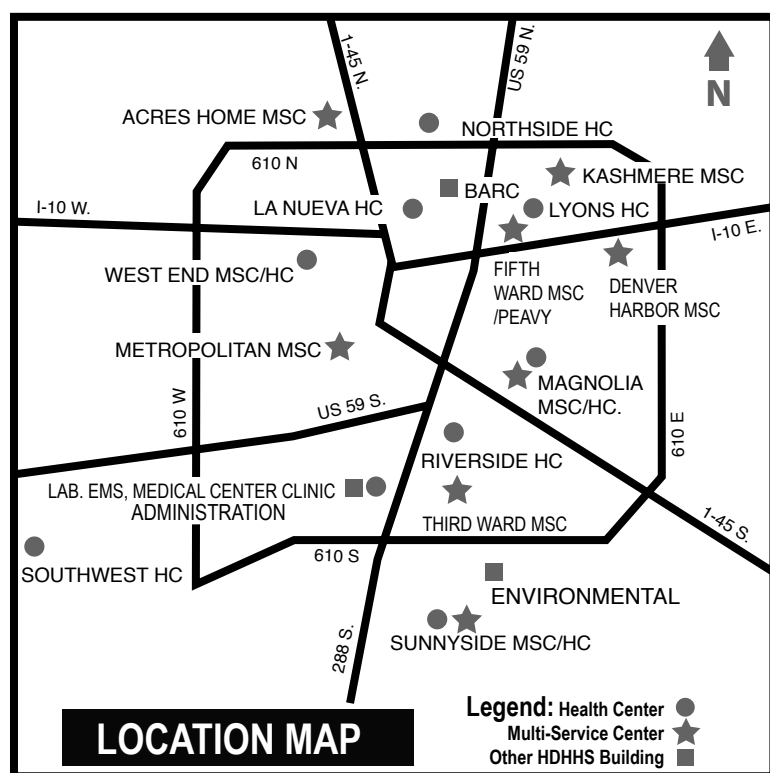 1-45 N.
US 59 N.
N
ACRES HOME MSC
NORTHSIDE HC
610 N
KASHMERE MSC
BARC
I-10 W.
LA NUEVA HC
LYONS HC
I-10 E.
WEST END MSC/HC
FIFTH
WARD MSC
/PEAVY
DENVER
HARBOR MSC
METROPOLITAN MSC
MAGNOLIA
MSC/HC.
610 W
US 59 S.
610 E
RIVERSIDE HC
LAB. EMS, MEDICAL CENTER CLINIC
ADMINISTRATION
THIRD WARD MSC
1-45 S.
SOUTHWEST HC
610 S
ENVIRONMENTAL
288 S.
SUNNYSIDE MSC/HC
LOCATION MAP
Legend: Health Center
Multi-Service Center
Other HDHHS Building